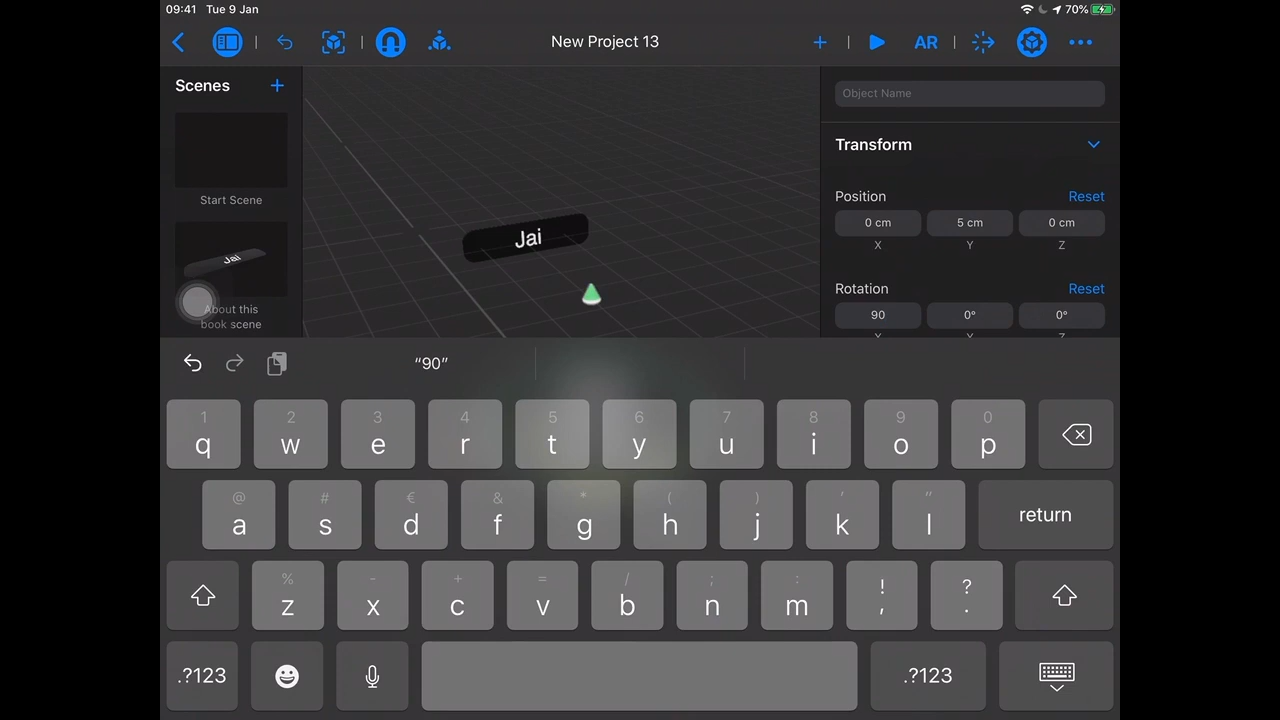 09:41 Tue 9 Jan
70%
New Project 13
AR
Scenes
Start Scene
Jai
About this
book scene
Jai
Object Name
Transform
Position Reset
0 cm 5 cm 0 cm
X Y Z
Rotation Reset
90 0° 0°
“90”
1 2 3 4 5 6 7 8 9 0
q w e r t y u i o p
@ # € & * ( ) ' "
a s d f g h j k l return
% - + = / ; : ! ?
z x c v b n m , .
.?123 .?123